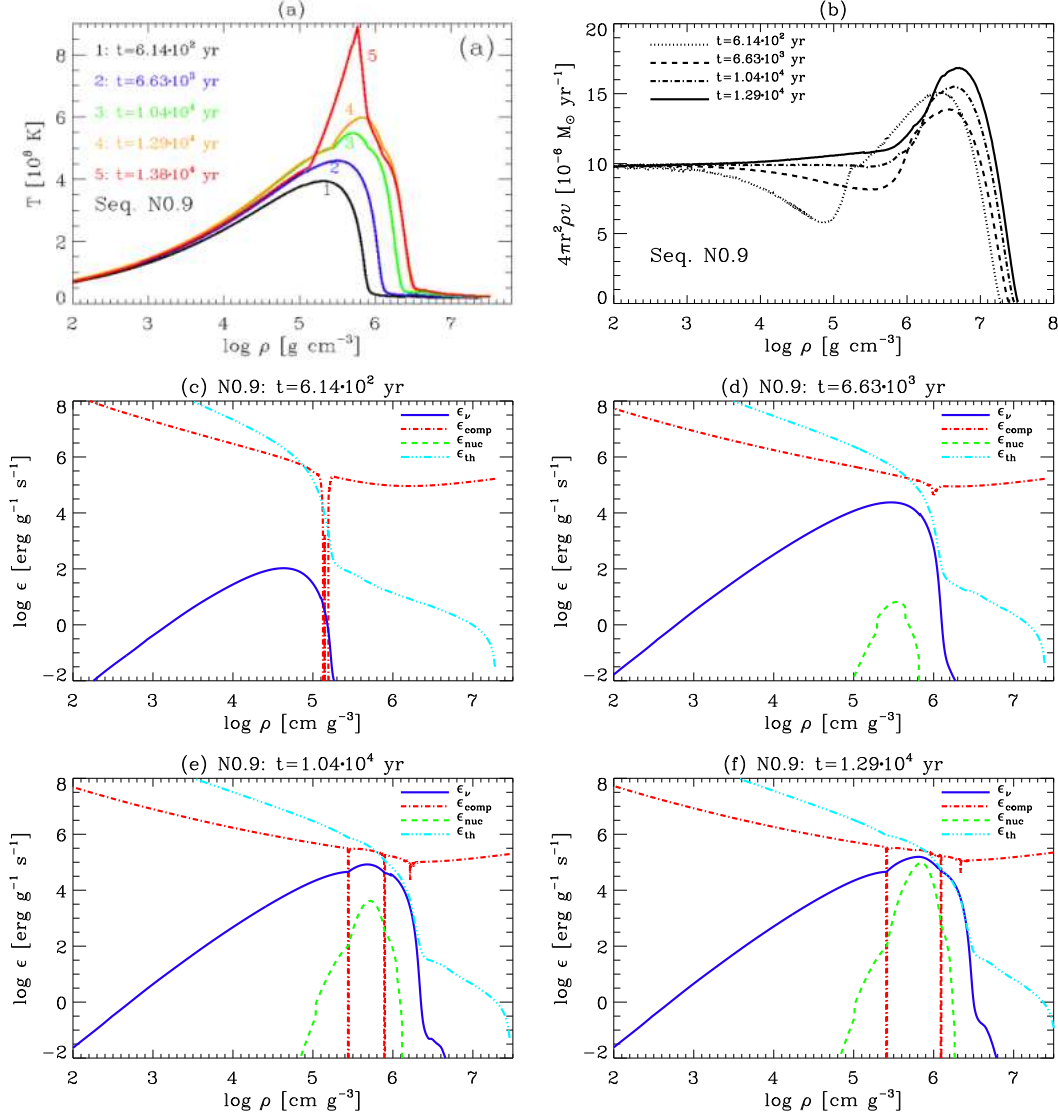 (a)
(a)
1: t=6.14•10² yr
2: t=6.63•10³ yr
3: t=1.04•10⁴ yr
4: t=1.29•10⁴ yr
5: t=1.38•10⁴ yr
Seq. N0.9
1
2
3
4
5
T [10⁸ K]
0
2
4
6
8
2 3 4 5 6 7
log ρ [g cm⁻³]
(b)
t=6.14•10² yr
t=6.63•10³ yr
t=1.04•10⁴ yr
t=1.29•10⁴ yr
Seq. N0.9
4πr²ρv [10⁻⁶ M⊙ yr⁻¹]
20
15
10
5
0
2 3 4 5 6 7 8
log ρ [g cm⁻³]
(c) N0.9: t=6.14•10² yr
ϵν
ϵcomp
ϵnuc
ϵth
log ϵ [erg g⁻¹ s⁻¹]
8
6
4
2
0
−2
2 3 4 5 6 7
log ρ [cm g⁻³]
(d) N0.9: t=6.63•10³ yr
ϵν
ϵcomp
ϵnuc
ϵth
log ϵ [erg g⁻¹ s⁻¹]
8
6
4
2
0
−2
2 3 4 5 6 7
log ρ [cm g⁻³]
(e) N0.9: t=1.04•10⁴ yr
ϵν
ϵcomp
ϵnuc
ϵth
log ϵ [erg g⁻¹ s⁻¹]
8
6
4
2
0
−2
2 3 4 5 6 7
log ρ [cm g⁻³]
(f) N0.9: t=1.29•10⁴ yr
ϵν
ϵcomp
ϵnuc
ϵth
log ϵ [erg g⁻¹ s⁻¹]
8
6
4
2
0
−2
2 3 4 5 6 7
log ρ [cm g⁻³]